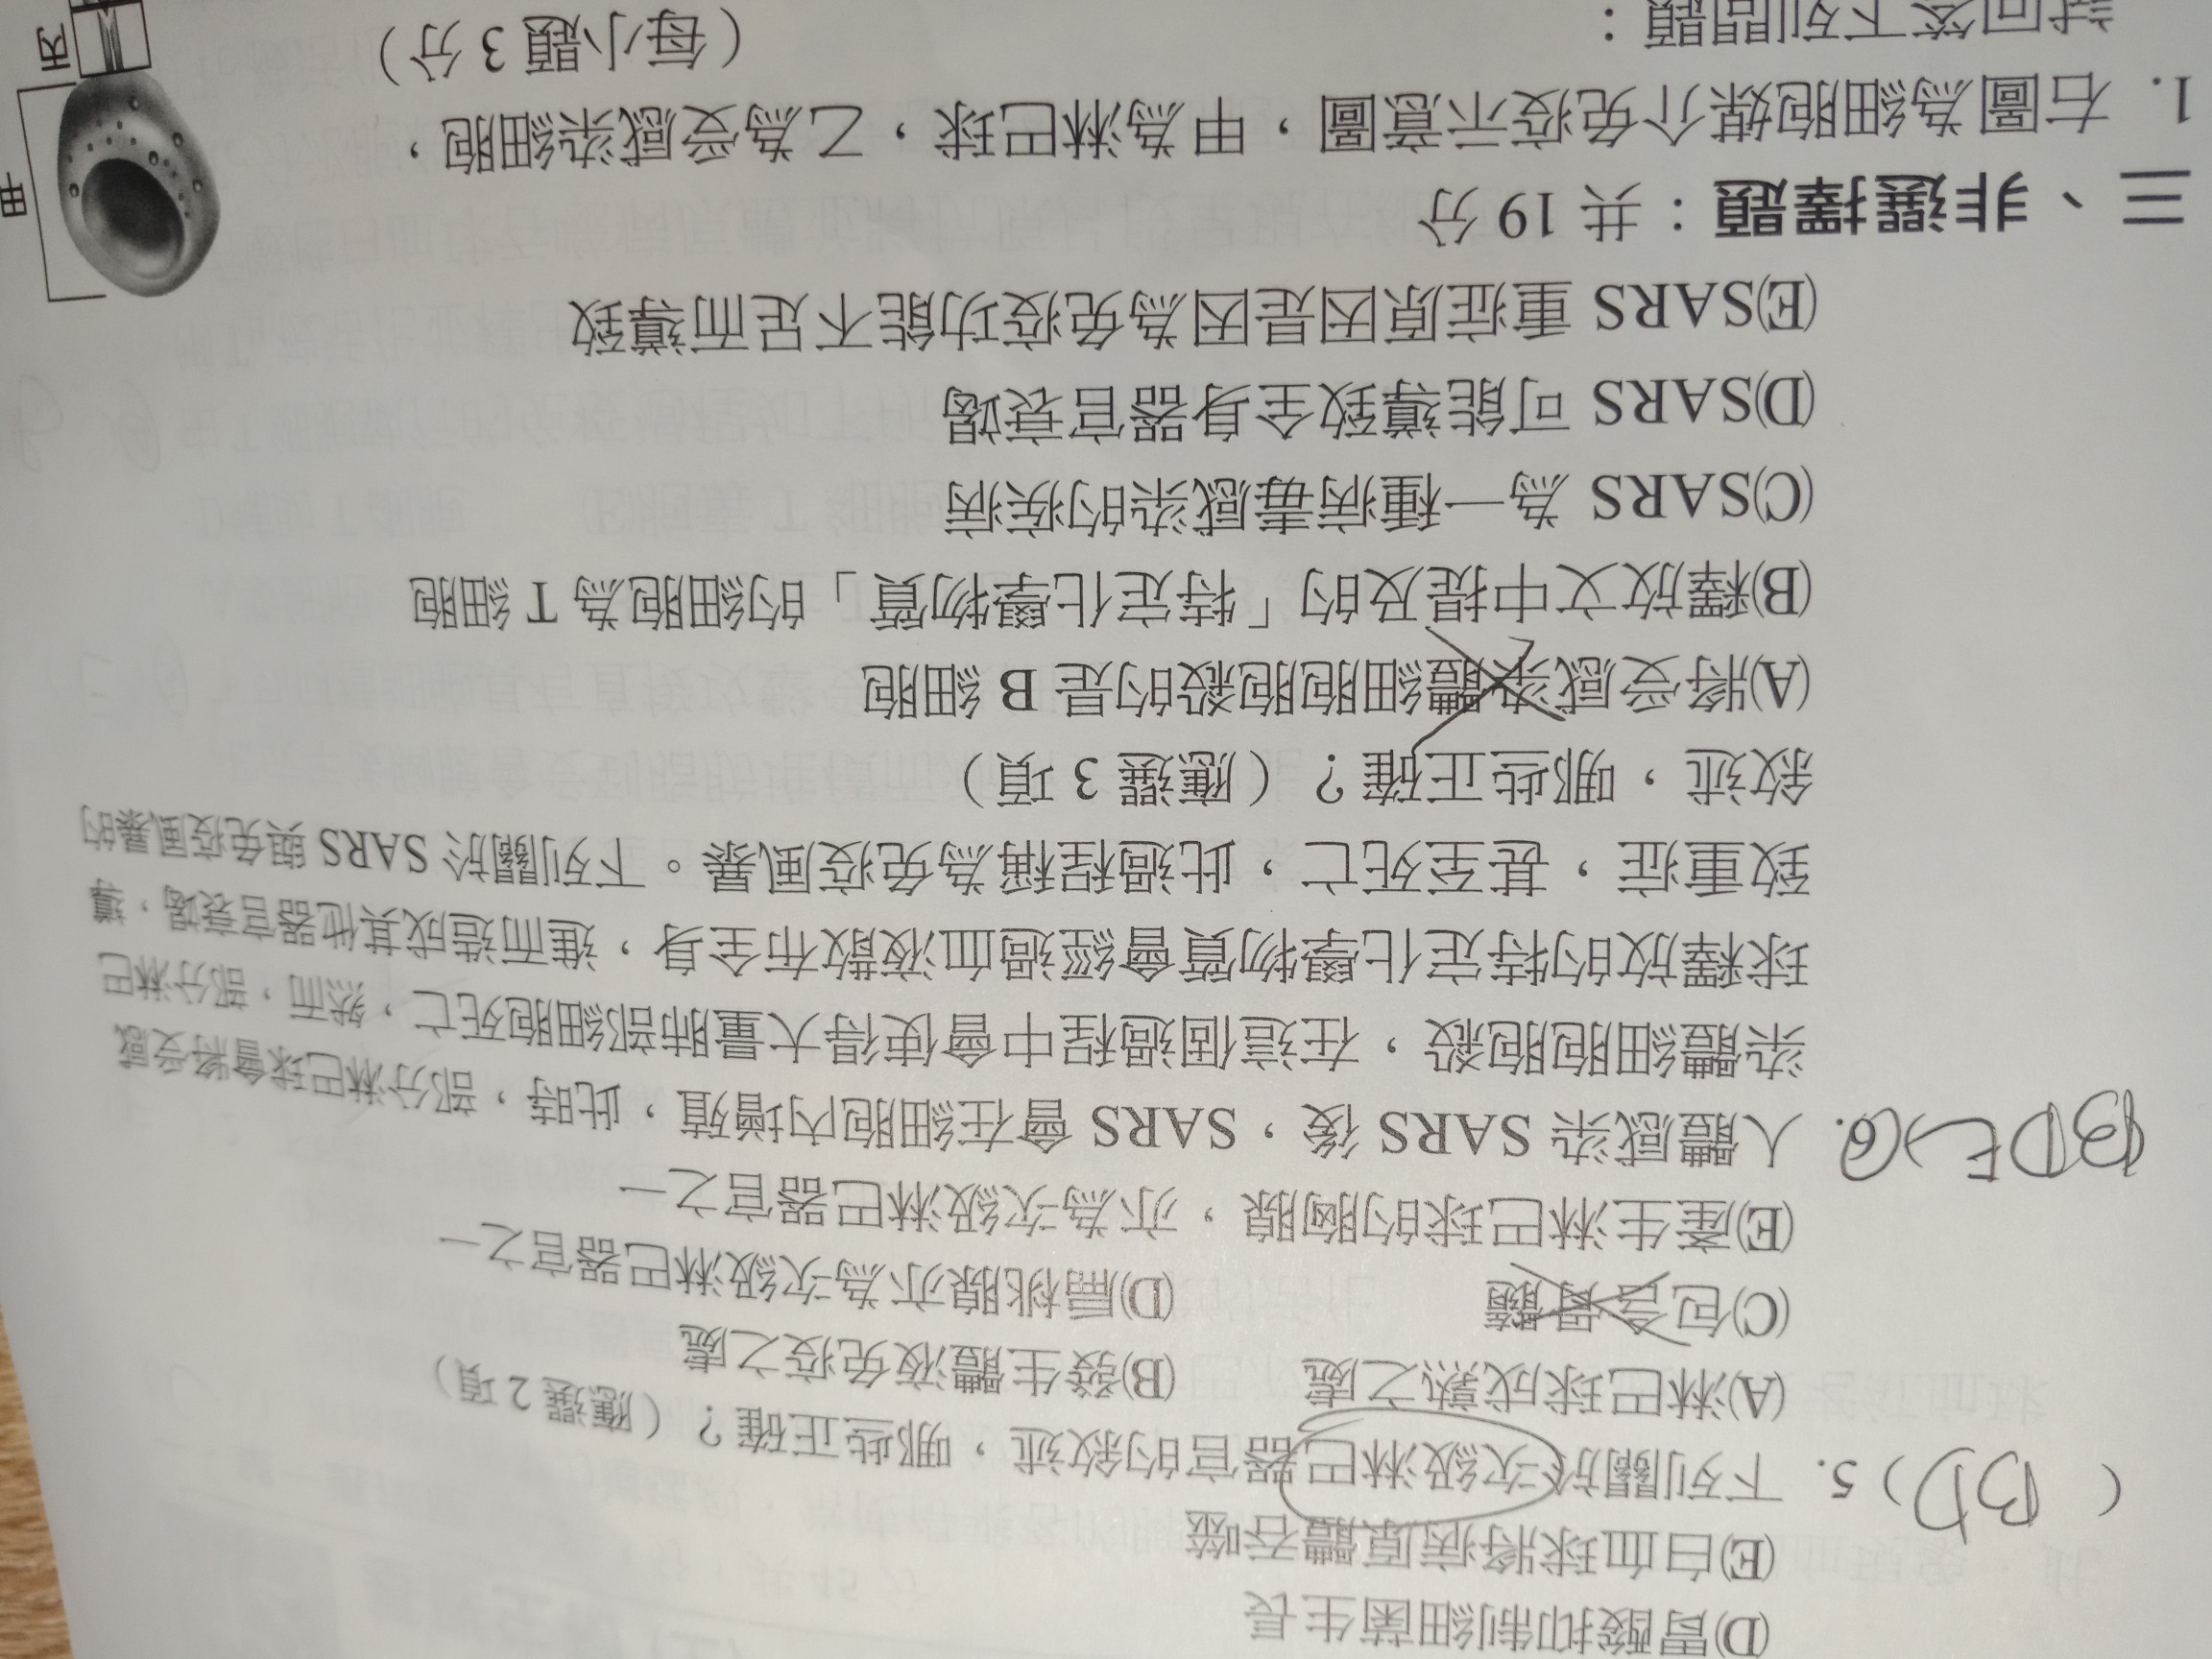 (D)胃酸抑制細菌生長
(E)白血球將病原體吞噬
( BD ) 5. 下列關於次級淋巴器官的敘述，哪些正確？（應選 2 項）
(A)淋巴球成熟之處 (B)發生體液免疫之處
(C)包含骨髓 (D)扁桃腺亦為次級淋巴器官之一
(E)產生淋巴球的胸腺，亦為次級淋巴器官之一
BDE ) 6. 人體感染 SARS 後，SARS 會在細胞內增殖，此時，部分淋巴球會將受感
染體細胞胞殺，在這個過程中會使得大量肺部細胞死亡，然而，部分淋巴
球釋放的特定化學物質會經過血液散布全身，進而造成其他器官衰竭，導
致重症，甚至死亡，此過程稱為免疫風暴。下列關於 SARS 與免疫風暴的
敘述，哪些正確？（應選 3 項）
(A)將受感染體細胞胞殺的是 B 細胞
(B)釋放文中提及的「特定化學物質」的細胞為 T 細胞
(C)SARS 為一種病毒感染的疾病
(D)SARS 可能導致全身器官衰竭
(E)SARS 重症原因是因為免疫功能不足而導致
三、非選擇題：共 19 分
1. 右圖為細胞媒介免疫示意圖，甲為淋巴球，乙為受感染細胞，
試回答下列問題： （每小題 3 分）
甲
丙